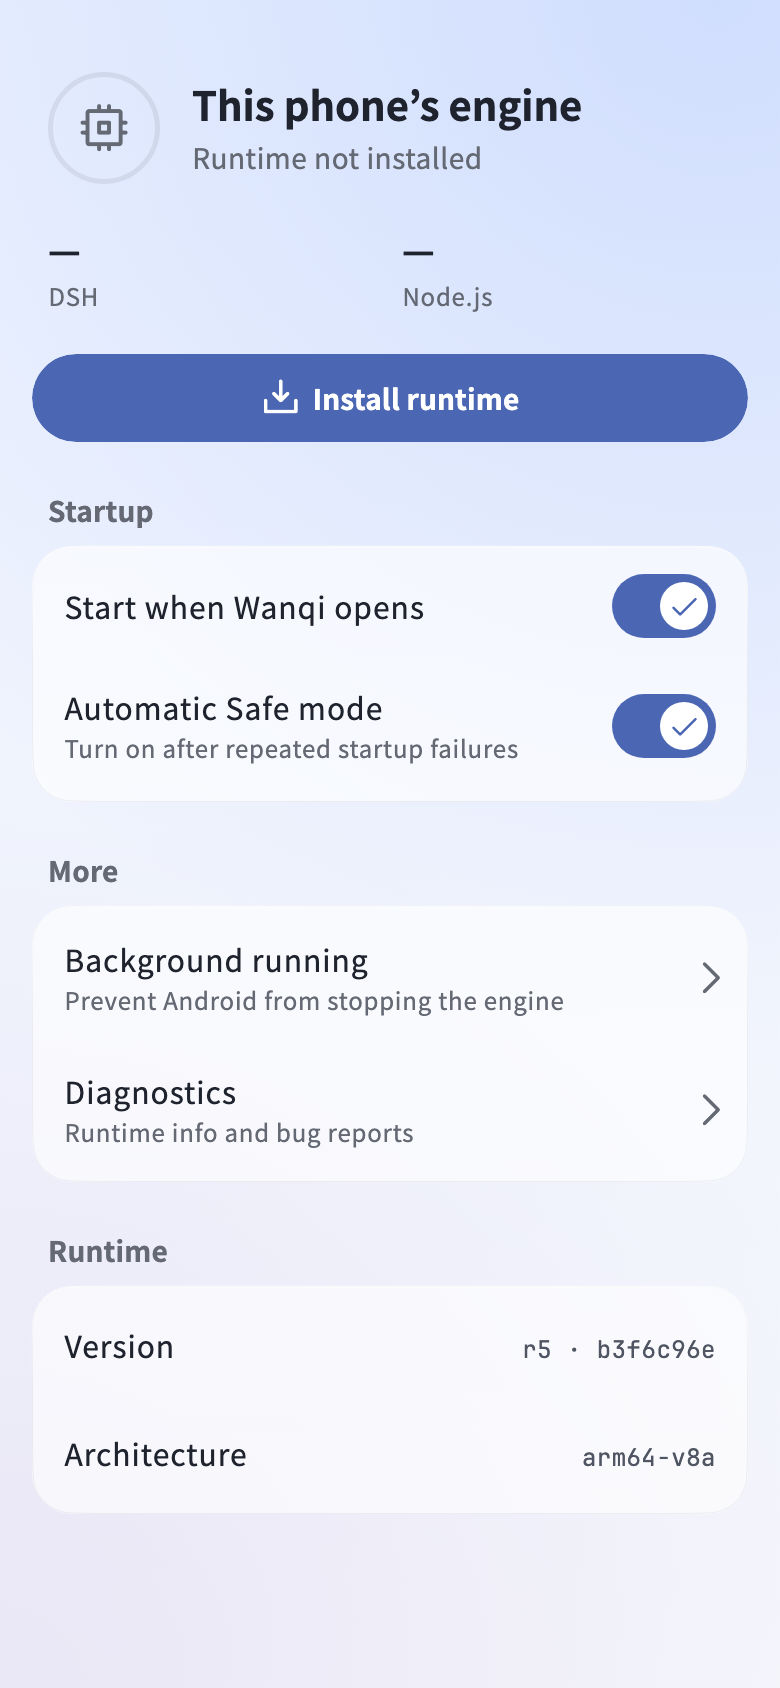 This phone’s engine
Runtime not installed
— —
DSH Node.js
Install runtime
Startup
Start when Wanqi opens
Automatic Safe mode
Turn on after repeated startup failures
More
Background running
Prevent Android from stopping the engine
Diagnostics
Runtime info and bug reports
Runtime
Version r5 · b3f6c96e
Architecture arm64-v8a